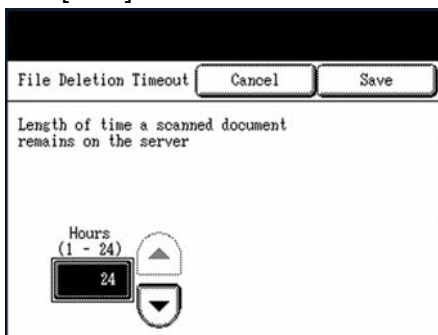 File Deletion Timeout Cancel Save
Length of time a scanned document
remains on the server
Hours
(1 - 24)
24